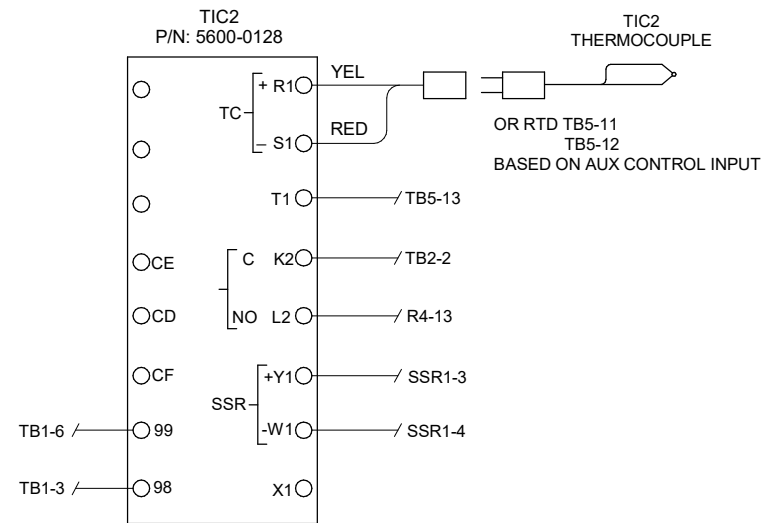 TIC2
P/N: 5600-0128
TIC2
THERMOCOUPLE
+ R1
YEL
TC
RED
– S1
OR RTD TB5-11
TB5-12
BASED ON AUX CONTROL INPUT
T1
TB5-13
CE
C K2
TB2-2
CD
NO L2
R4-13
CF
+Y1
SSR1-3
SSR
TB1-6
99
-W1
SSR1-4
TB1-3
98
X1